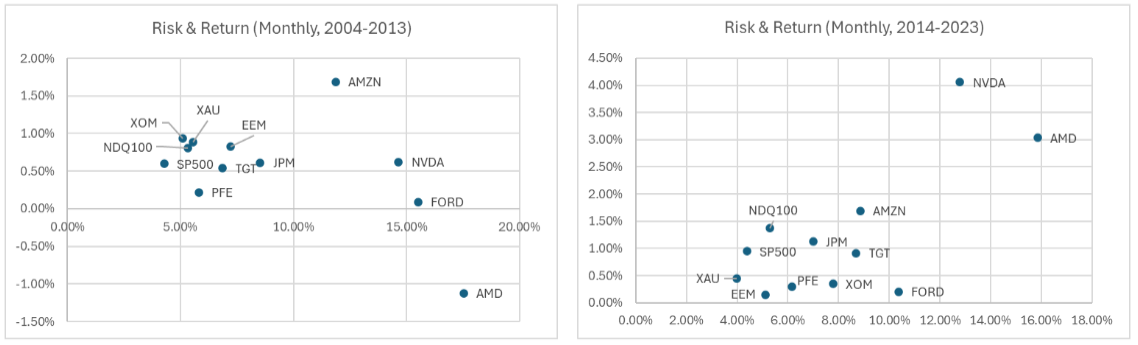 Risk & Return (Monthly, 2004-2013)
2.00%
AMZN
1.50%
XAU
XOM
EEM
1.00%
NDQ100
SP500
TGT
JPM
NVDA
0.50%
PFE
FORD
0.00%
0.00%
5.00%
10.00%
15.00%
20.00%
-0.50%
-1.00%
AMD
-1.50%
Risk & Return (Monthly, 2014-2023)
4.50%
4.00%
NVDA
3.50%
3.00%
AMD
2.50%
2.00%
NDQ100
AMZN
1.50%
JPM
SP500
TGT
1.00%
XAU
PFE
XOM
0.50%
EEM
FORD
0.00%
0.00%
2.00%
4.00%
6.00%
8.00%
10.00%
12.00%
14.00%
16.00%
18.00%